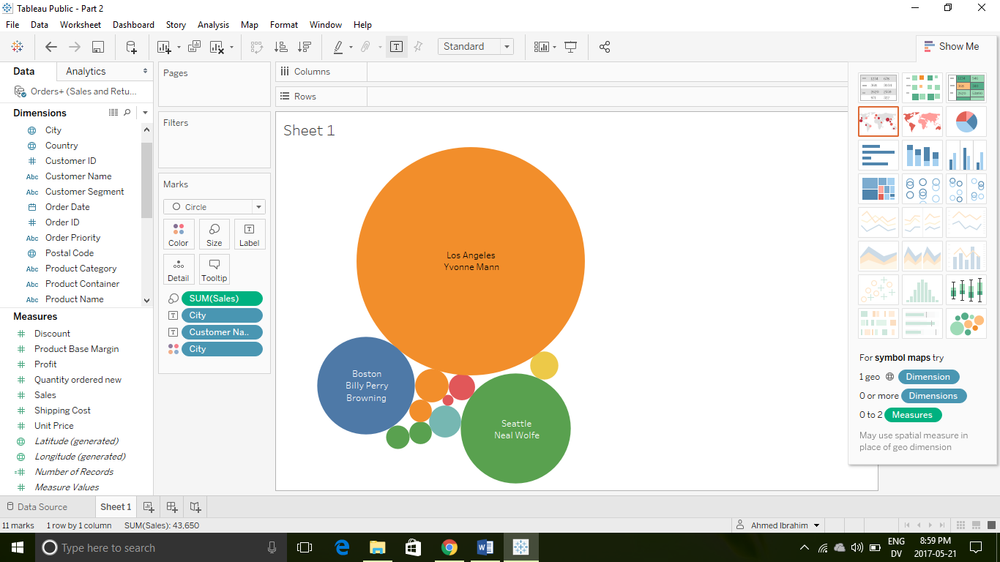 Tableau Public - Part 2
File Data Worksheet Dashboard Story Analysis Map Format Window Help
Standard
Show Me
Data Analytics
Orders+ (Sales and Retu...
Dimensions
City
Country
Customer ID
Abc Customer Name
Abc Customer Segment
Order Date
Order ID
Abc Order Priority
Postal Code
Abc Product Category
Abc Product Container
Abc Product Name
Measures
Discount
Product Base Margin
Profit
Quantity ordered new
Sales
Shipping Cost
Unit Price
Latitude (generated)
Longitude (generated)
Number of Records
Measure Values
Pages
Filters
Marks
Circle
Color Size Label
Detail Tooltip
SUM(Sales)
City
Customer Na..
City
Columns
Rows
Sheet 1
Los Angeles
Yvonne Mann
Boston
Billy Perry
Browning
Seattle
Neal Wolfe
For symbol maps try
1 geo Dimension
0 or more Dimensions
0 to 2 Measures
May use spatial measure in
place of geo dimension
Data Source Sheet 1
11 marks 1 row by 1 column SUM(Sales): 43,650
Ahmed Ibrahim
Type here to search
ENG
DV
8:59 PM
2017-05-21